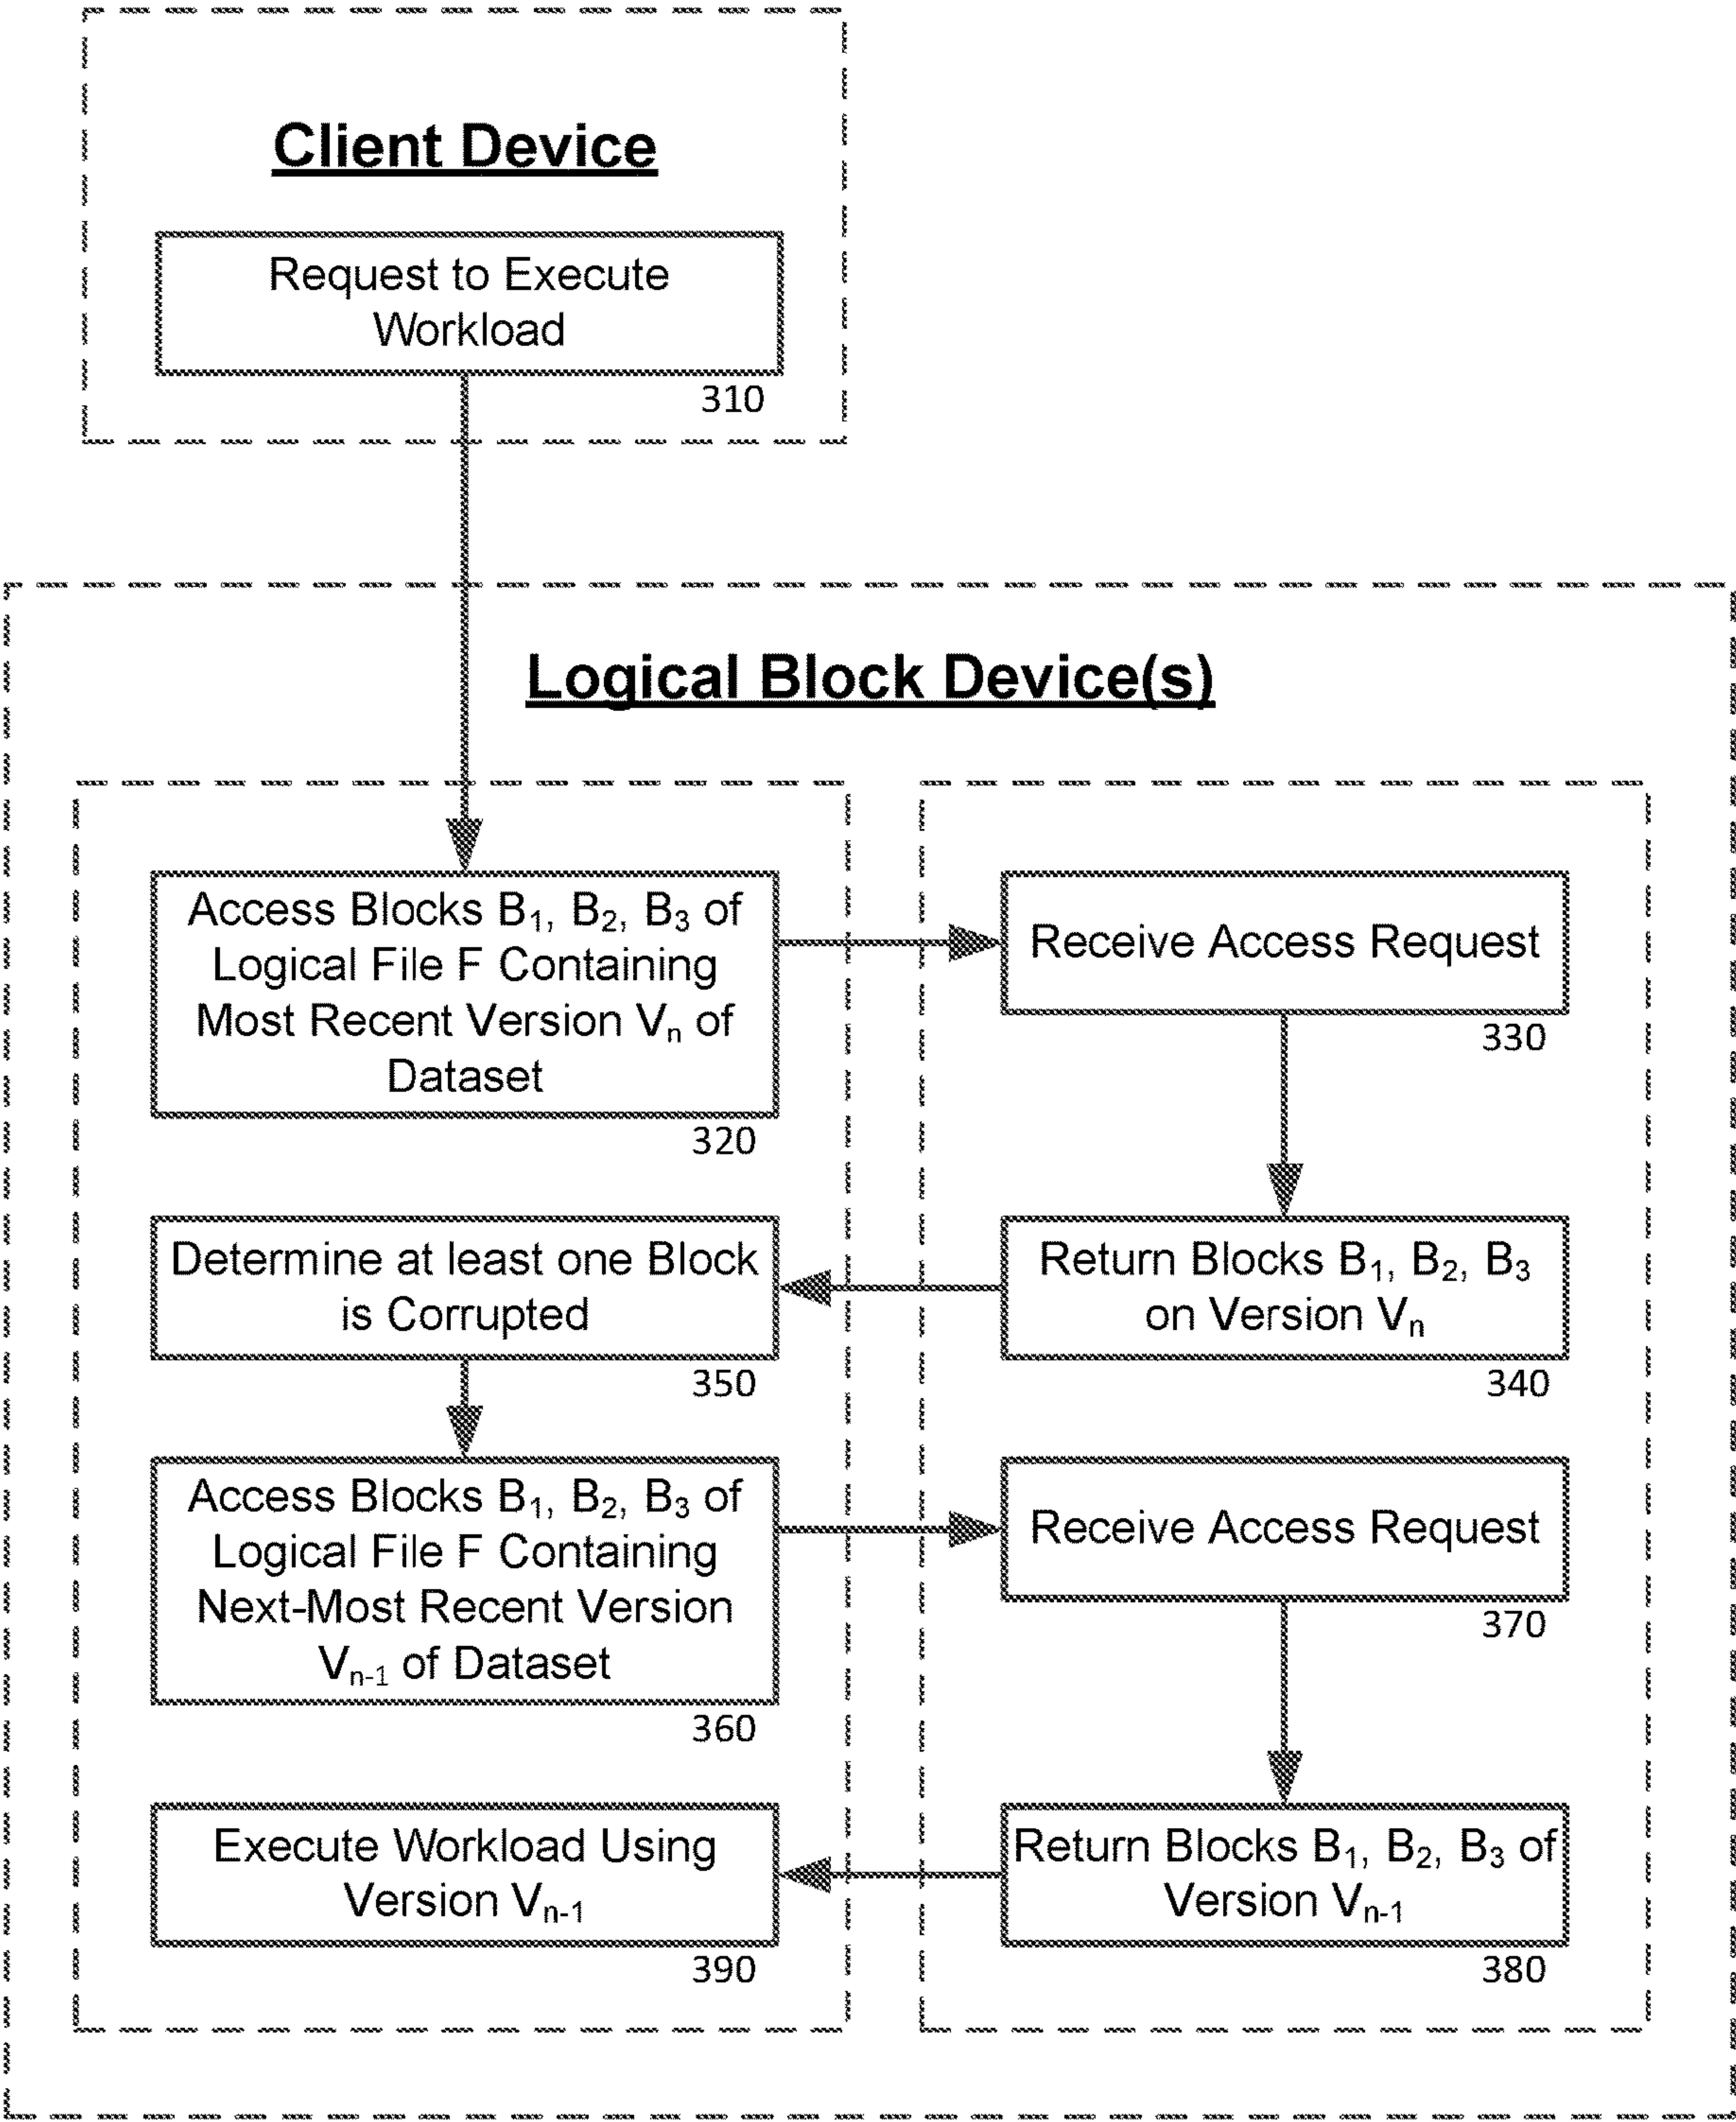 Client Device
Request to Execute
Workload
310
Logical Block Device(s)
Access Blocks B₁, B₂, B₃ of
Logical File F Containing
Most Recent Version Vₙ of
Dataset
320
Receive Access Request
330
Return Blocks B₁, B₂, B₃
on Version Vₙ
340
Determine at least one Block
is Corrupted
350
Access Blocks B₁, B₂, B₃ of
Logical File F Containing
Next-Most Recent Version
Vₙ₋₁ of Dataset
360
Receive Access Request
370
Return Blocks B₁, B₂, B₃ of
Version Vₙ₋₁
380
Execute Workload Using
Version Vₙ₋₁
390